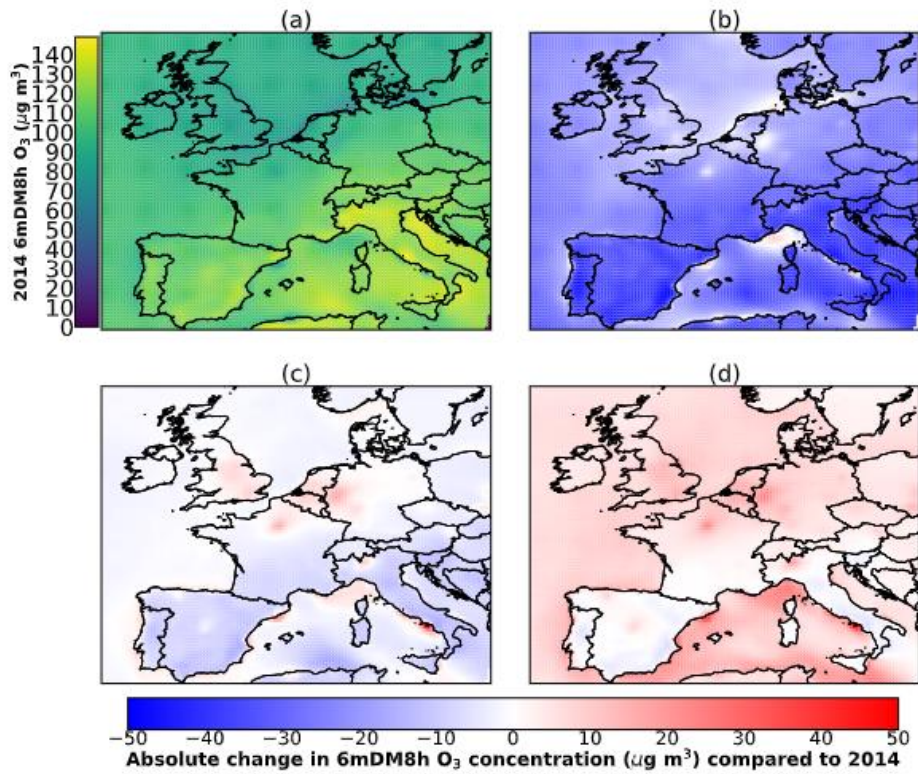 (a)
(b)
140
130
120
110
100
90
80
70
60
50
40
30
20
10
0
2014 6mDM8h O₃ (μg m³)
(c)
(d)
−50 −40 −30 −20 −10 0 10 20 30 40 50
Absolute change in 6mDM8h O₃ concentration (μg m³) compared to 2014